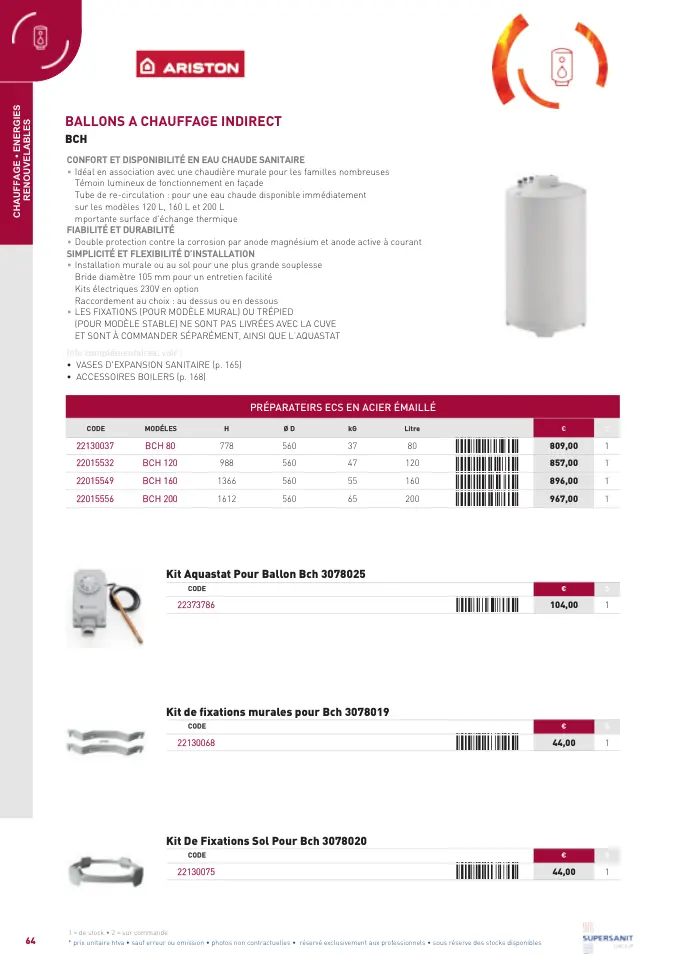 CHAUFFAGE • ENERGIES
RENOUVELABLES
ARISTON
BALLONS A CHAUFFAGE INDIRECT
BCH
CONFORT ET DISPONIBILITÉ EN EAU CHAUDE SANITAIRE
• Idéal en association avec une chaudière murale pour les familles nombreuses
Témoin lumineux de fonctionnement en façade
Tube de re-circulation : pour une eau chaude disponible immédiatement
sur les modèles 120 L, 160 L et 200 L
mportante surface d'échange thermique
FIABILITÉ ET DURABILITÉ
• Double protection contre la corrosion par anode magnésium et anode active à courant
SIMPLICITÉ ET FLEXIBILITÉ D'INSTALLATION
• Installation murale ou au sol pour une plus grande souplesse
Bride diamètre 105 mm pour un entretien facilité
Kits électriques 230V en option
Raccordement au choix : au dessus ou en dessous
• LES FIXATIONS (POUR MODÈLE MURAL) OU TRÉPIED
(POUR MODÈLE STABLE) NE SONT PAS LIVRÉES AVEC LA CUVE
ET SONT À COMMANDER SÉPARÉMENT, AINSI QUE L'AQUASTAT
Info complémentaires, voir :
• VASES D'EXPANSION SANITAIRE (p. 165)
• ACCESSOIRES BOILERS (p. 168)
PRÉPARATEIRS ECS EN ACIER ÉMAILLÉ
CODE MODÈLES H Ø D kG Litre €
22130037 BCH 80 778 560 37 80 809,00 1
22015532 BCH 120 988 560 47 120 857,00 1
22015549 BCH 160 1366 560 55 160 896,00 1
22015556 BCH 200 1612 560 65 200 967,00 1
Kit Aquastat Pour Ballon Bch 3078025
CODE €
22373786 104,00 1
Kit de fixations murales pour Bch 3078019
CODE €
22130068 44,00 1
Kit De Fixations Sol Pour Bch 3078020
CODE €
22130075 44,00 1
1 = de stock • 2 = sur commande
64 * prix unitaire htva • sauf erreur ou omission • photos non contractuelles • réservé exclusivement aux professionnels • sous réserve des stocks disponibles
SUPERSANIT
GROUP